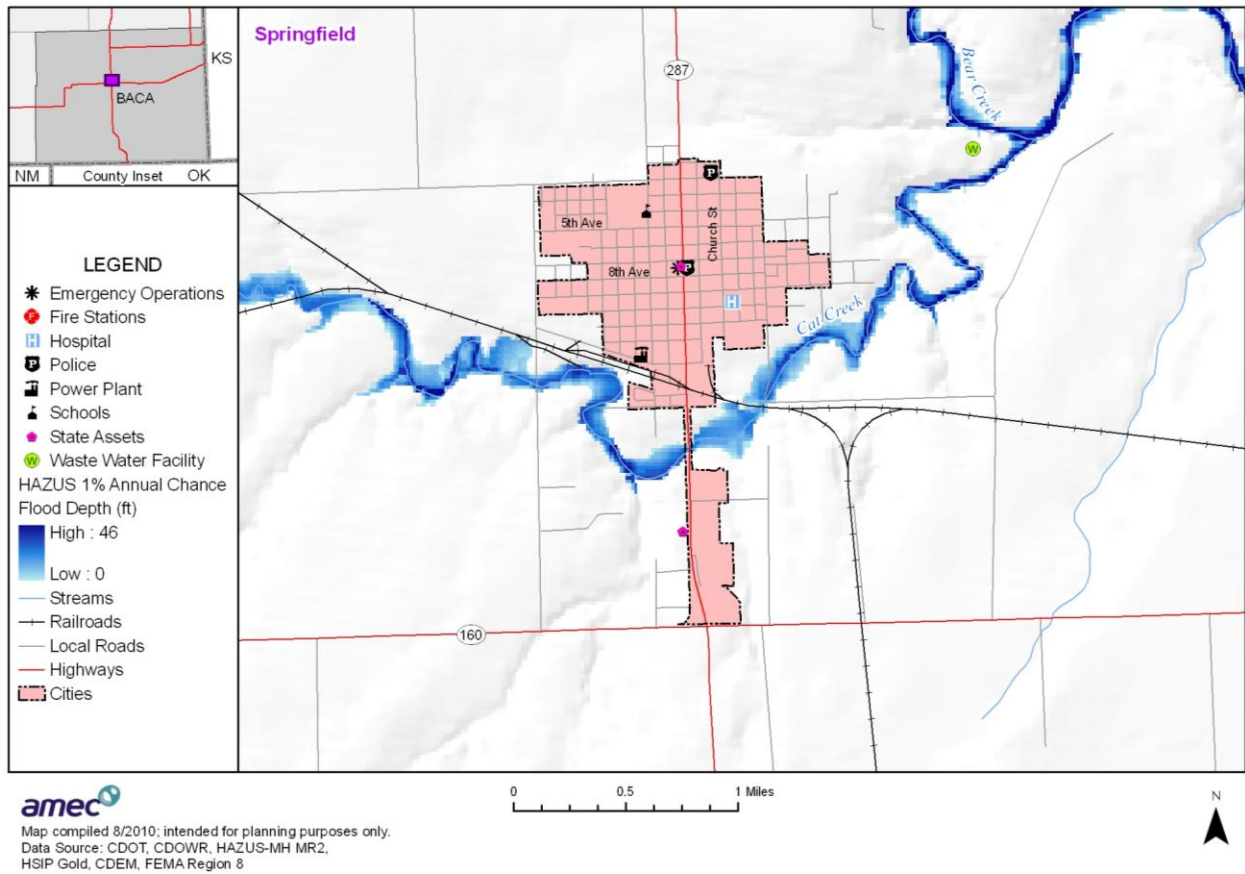 KS
BACA
NM
County Inset
OK
LEGEND
Emergency Operations
F Fire Stations
H Hospital
P Police
Power Plant
Schools
State Assets
W Waste Water Facility
HAZUS 1% Annual Chance
Flood Depth (ft)
High : 46
Low : 0
Streams
Railroads
Local Roads
Highways
Cities
Springfield
287
Bear Creek
W
P
5th Ave
Church St
8th Ave
P
H
Cat Creek
160
amec
Map compiled 8/2010; intended for planning purposes only.
Data Source: CDOT, CDOWR, HAZUS-MH MR2,
HSIP Gold, CDEM, FEMA Region 8
0 0.5 1 Miles
N